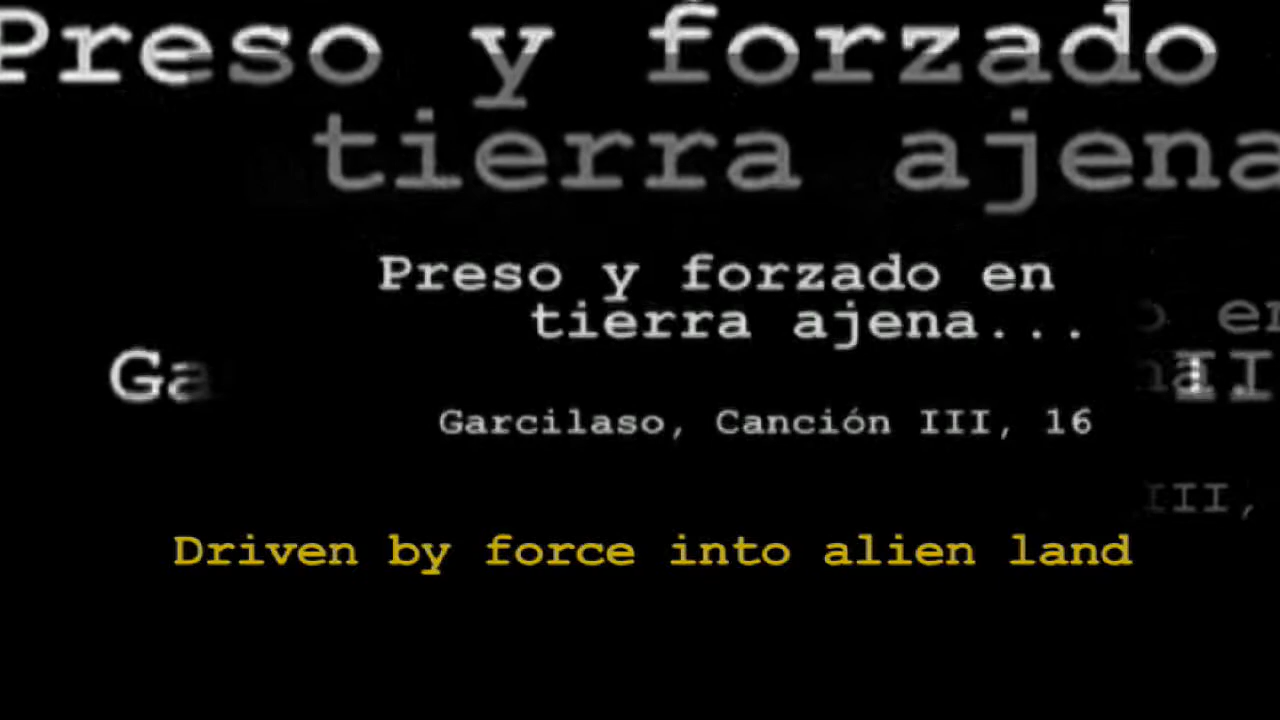 Preso y forzado
tierra ajena
Preso y forzado en
tierra ajena...
Garcilaso, Canción III, 16
III,
Driven by force into alien land